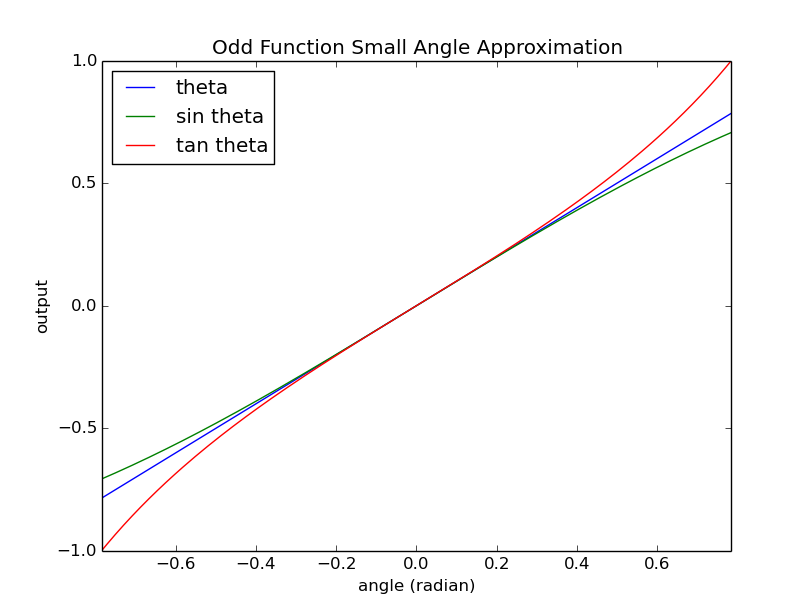 Odd Function Small Angle Approximation
theta
sin theta
tan theta
1.0
0.5
0.0
−0.5
−1.0
output
−0.6 −0.4 −0.2 0.0 0.2 0.4 0.6
angle (radian)